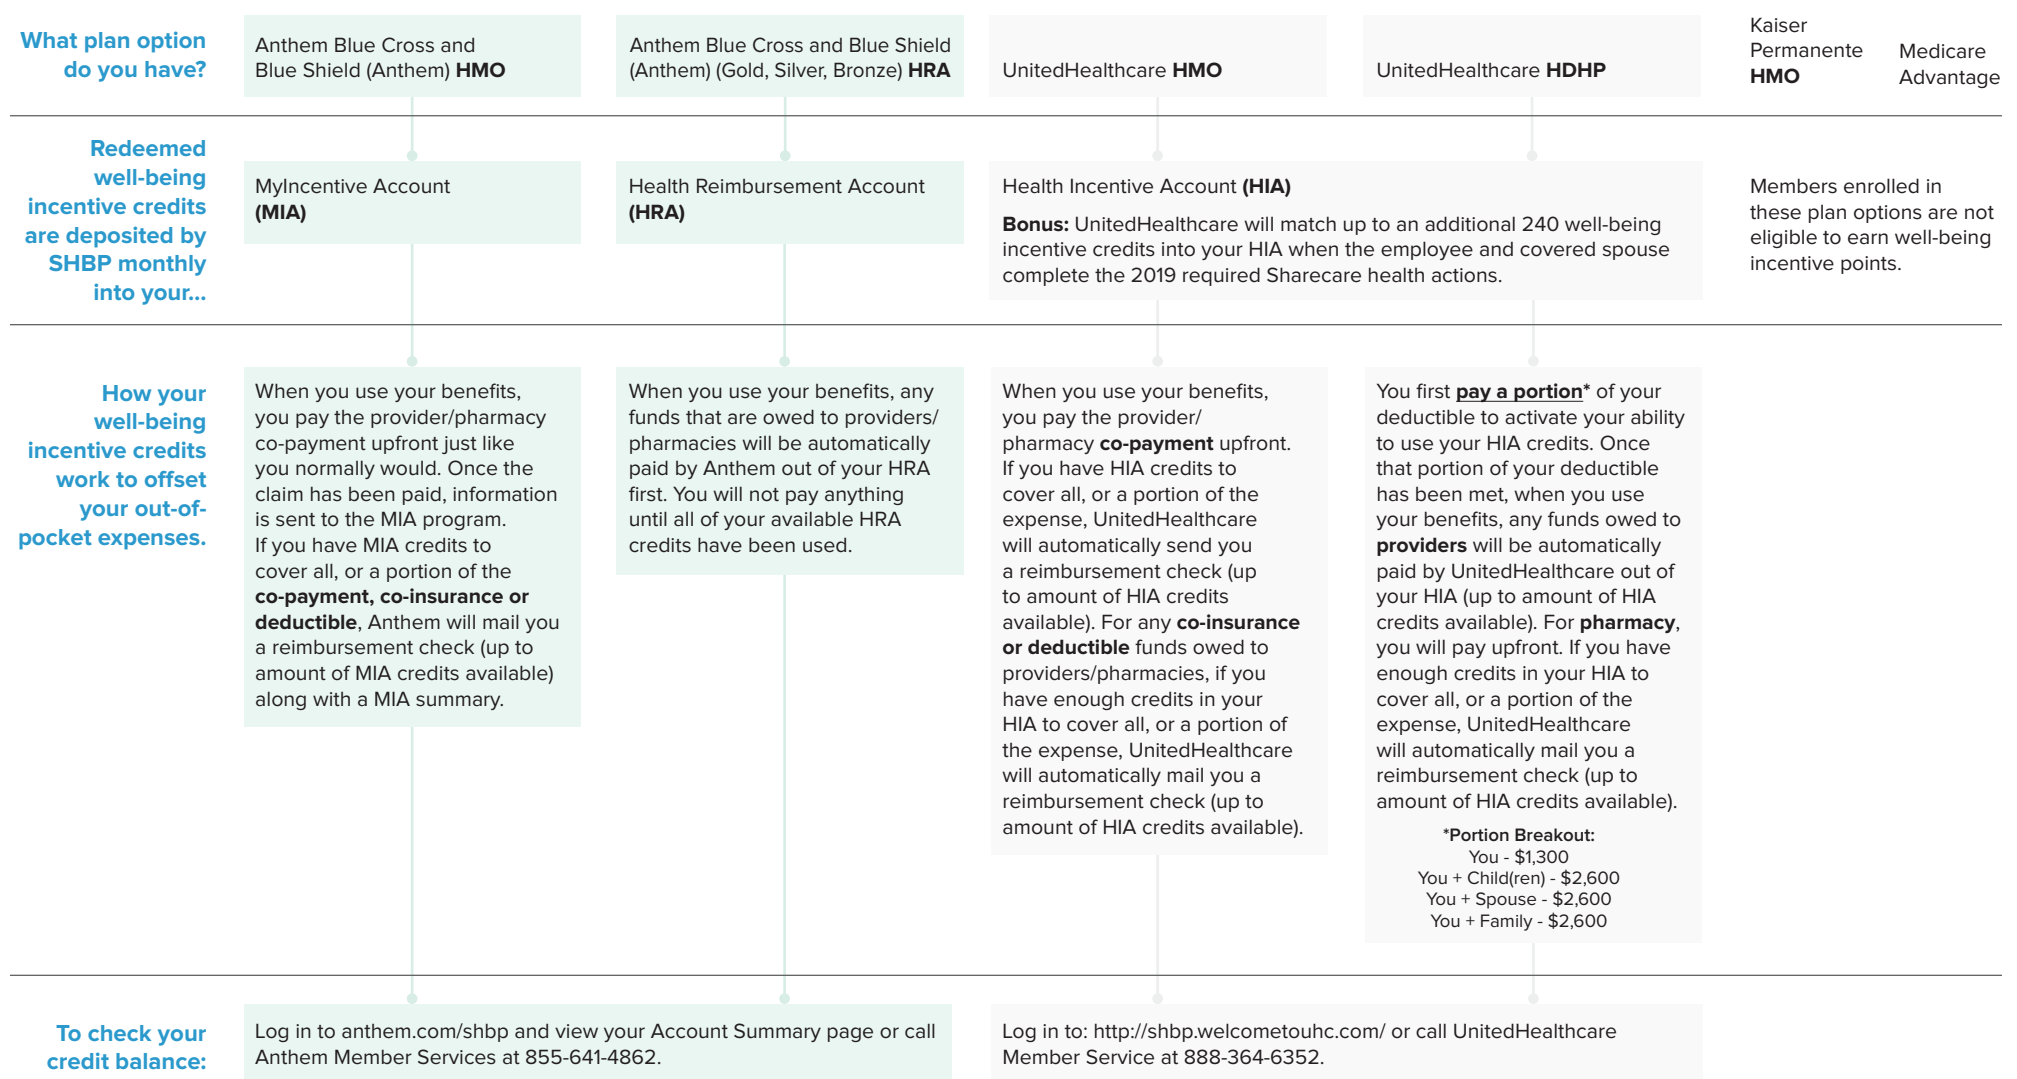 What plan option
do you have?
Anthem Blue Cross and
Blue Shield (Anthem) HMO
Anthem Blue Cross and Blue Shield
(Anthem) (Gold, Silver, Bronze) HRA
UnitedHealthcare HMO
UnitedHealthcare HDHP
Kaiser
Permanente
HMO
Medicare
Advantage
Redeemed
well-being
incentive credits
are deposited by
SHBP monthly
into your...
MyIncentive Account
(MIA)
Health Reimbursement Account
(HRA)
Health Incentive Account (HIA)
Bonus: UnitedHealthcare will match up to an additional 240 well-being
incentive credits into your HIA when the employee and covered spouse
complete the 2019 required Sharecare health actions.
Members enrolled in
these plan options are not
eligible to earn well-being
incentive points.
How your
well-being
incentive credits
work to offset
your out-of-
pocket expenses.
When you use your benefits,
you pay the provider/pharmacy
co-payment upfront just like
you normally would. Once the
claim has been paid, information
is sent to the MIA program.
If you have MIA credits to
cover all, or a portion of the
co-payment, co-insurance or
deductible, Anthem will mail you
a reimbursement check (up to
amount of MIA credits available)
along with a MIA summary.
When you use your benefits, any
funds that are owed to providers/
pharmacies will be automatically
paid by Anthem out of your HRA
first. You will not pay anything
until all of your available HRA
credits have been used.
When you use your benefits,
you pay the provider/
pharmacy co-payment upfront.
If you have HIA credits to
cover all, or a portion of the
expense, UnitedHealthcare
will automatically send you
a reimbursement check (up
to amount of HIA credits
available). For any co-insurance
or deductible funds owed to
providers/pharmacies, if you
have enough credits in your
HIA to cover all, or a portion of
the expense, UnitedHealthcare
will automatically mail you a
reimbursement check (up to
amount of HIA credits available).
You first pay a portion* of your
deductible to activate your ability
to use your HIA credits. Once
that portion of your deductible
has been met, when you use
your benefits, any funds owed to
providers will be automatically
paid by UnitedHealthcare out of
your HIA (up to amount of HIA
credits available). For pharmacy,
you will pay upfront. If you have
enough credits in your HIA to
cover all, or a portion of the
expense, UnitedHealthcare
will automatically mail you a
reimbursement check (up to
amount of HIA credits available).
*Portion Breakout:
You - $1,300
You + Child(ren) - $2,600
You + Spouse - $2,600
You + Family - $2,600
To check your
credit balance:
Log in to anthem.com/shbp and view your Account Summary page or call
Anthem Member Services at 855-641-4862.
Log in to: http://shbp.welcometouhc.com/ or call UnitedHealthcare
Member Service at 888-364-6352.